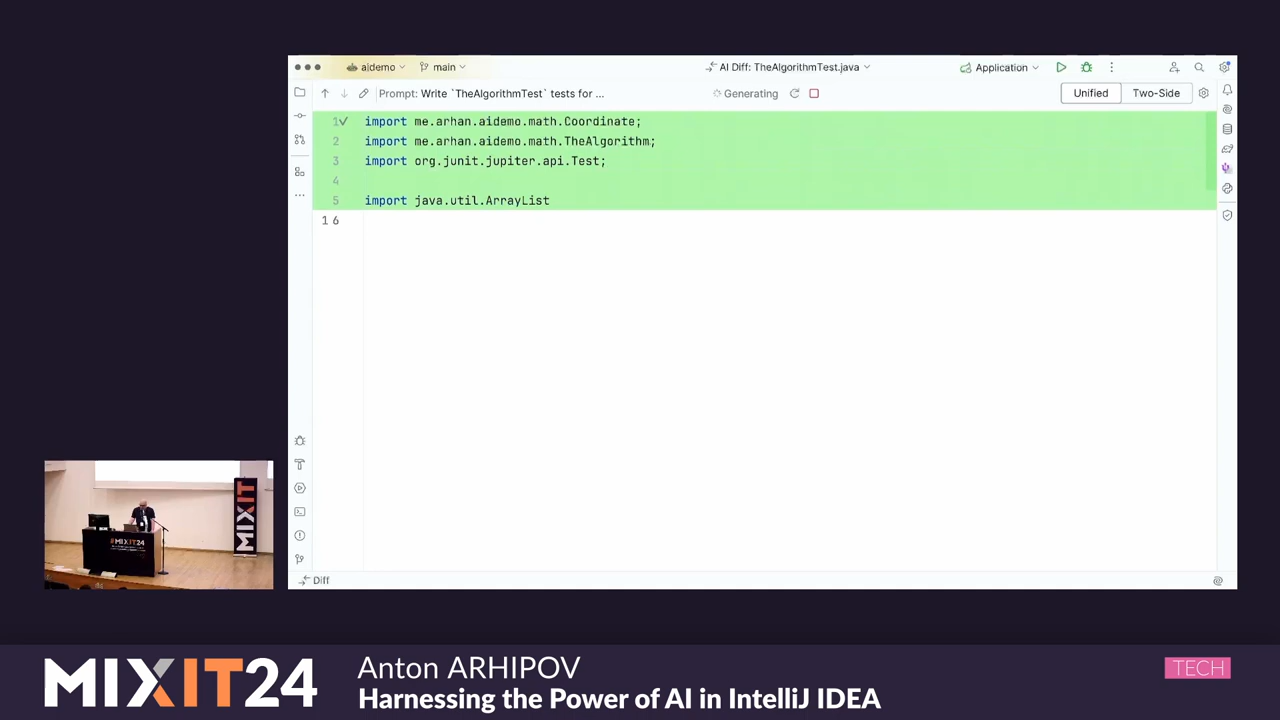 aidemo main AI Diff: TheAlgorithmTest.java Application
Prompt: Write `TheAlgorithmTest` tests for ... Generating Unified Two-Side
1 import me.arhan.aidemo.math.Coordinate;
2 import me.arhan.aidemo.math.TheAlgorithm;
3 import org.junit.jupiter.api.Test;
4
5 import java.util.ArrayList
1 6
Diff
MIXIT
#MIXIT24
MIXIT24
Anton ARHIPOV
Harnessing the Power of AI in IntelliJ IDEA
TECH